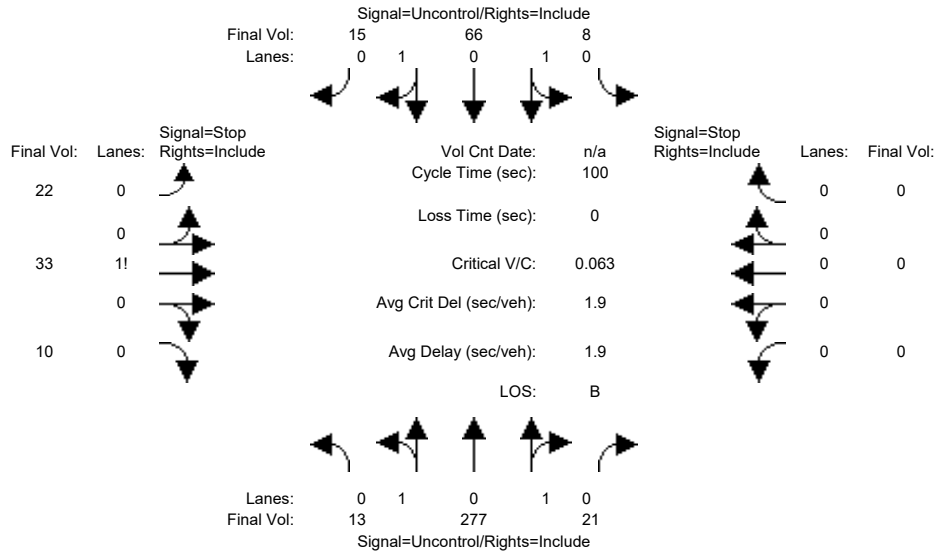 Signal=Uncontrol/Rights=Include
Final Vol: 15 66 8
Lanes: 0 1 0 1 0
Signal=Stop Signal=Stop
Final Vol: Lanes: Rights=Include Vol Cnt Date: n/a Rights=Include Lanes: Final Vol:
Cycle Time (sec): 100
22 0 0 0
Loss Time (sec): 0
0 0
33 1! Critical V/C: 0.063 0 0
0 Avg Crit Del (sec/veh): 1.9 0
10 0 Avg Delay (sec/veh): 1.9 0 0
LOS: B
Lanes: 0 1 0 1 0
Final Vol: 13 277 21
Signal=Uncontrol/Rights=Include